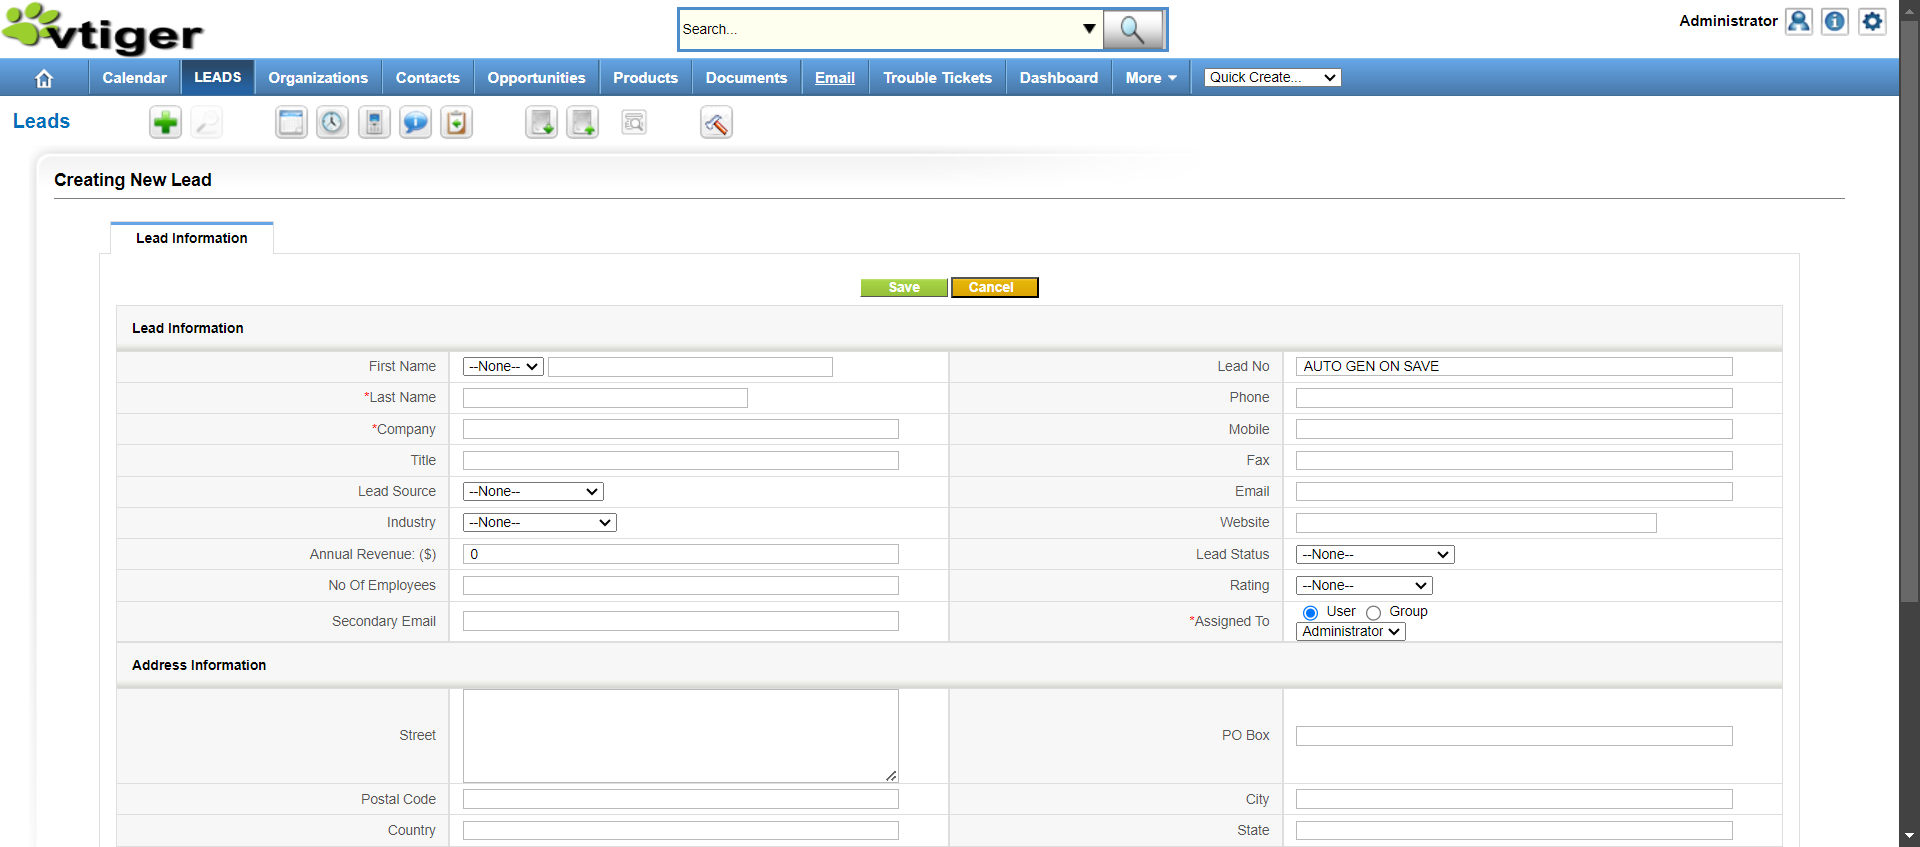 vtiger
Search...
Administrator
Calendar LEADS Organizations Contacts Opportunities Products Documents Email Trouble Tickets Dashboard More Quick Create...
Leads
Creating New Lead
Lead Information
Save Cancel
Lead Information
First Name --None-- Lead No AUTO GEN ON SAVE
*Last Name Phone
*Company Mobile
Title Fax
Lead Source --None-- Email
Industry --None-- Website
Annual Revenue: ($) 0 Lead Status --None--
No Of Employees Rating --None--
Secondary Email *Assigned To User Group
Administrator
Address Information
Street PO Box
Postal Code City
Country State